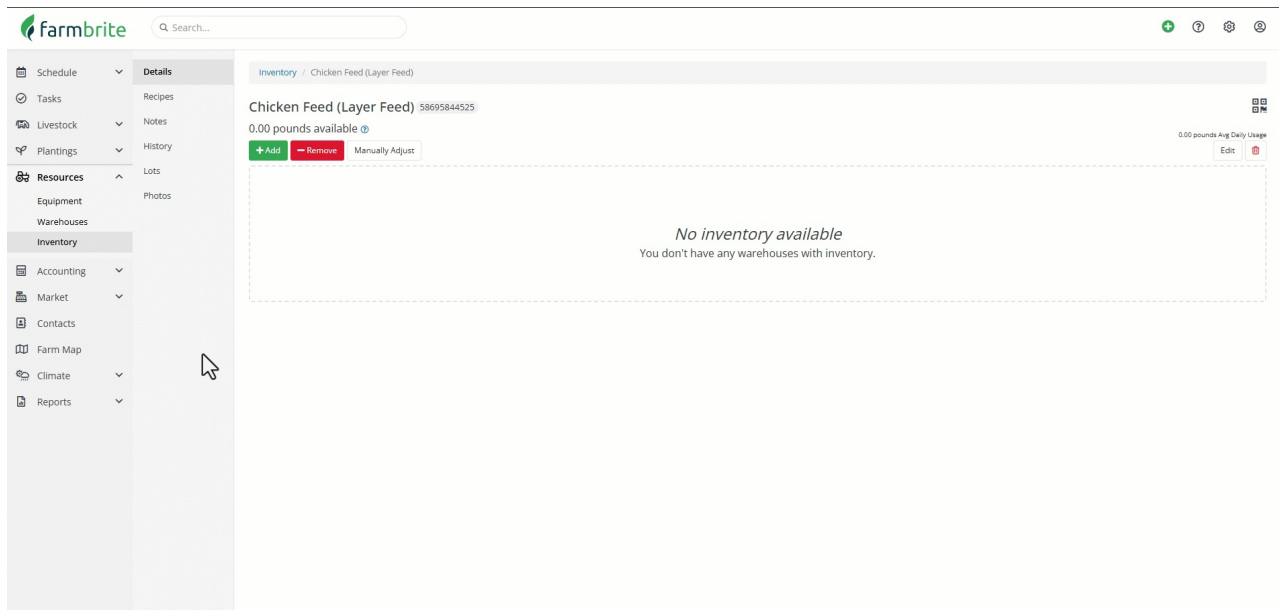 farmbrite
Search...
Schedule
Tasks
Livestock
Plantings
Resources
Equipment
Warehouses
Inventory
Accounting
Market
Contacts
Farm Map
Climate
Reports
Details
Recipes
Notes
History
Lots
Photos
Inventory / Chicken Feed (Layer Feed)
Chicken Feed (Layer Feed) 58695844525
0.00 pounds available
0.00 pounds Avg Daily Usage
+ Add
− Remove
Manually Adjust
Edit
No inventory available
You don't have any warehouses with inventory.